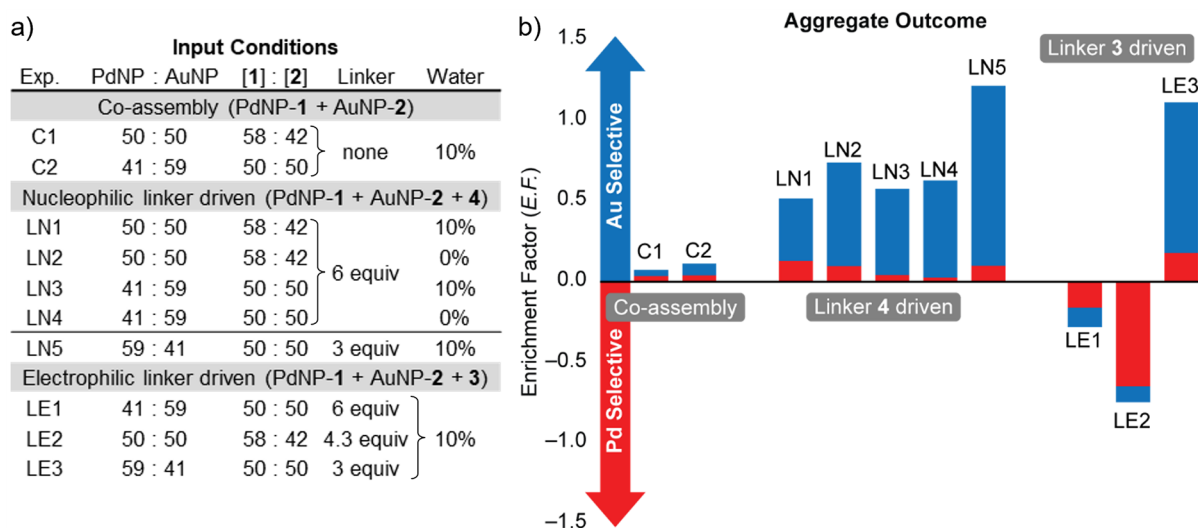 a)
Input Conditions
Exp. PdNP : AuNP [1] : [2] Linker Water
Co-assembly (PdNP-1 + AuNP-2)
C1 50 : 50 58 : 42
none 10%
C2 41 : 59 50 : 50
Nucleophilic linker driven (PdNP-1 + AuNP-2 + 4)
LN1 50 : 50 58 : 42 10%
LN2 50 : 50 58 : 42 0%
6 equiv
LN3 41 : 59 50 : 50 10%
LN4 41 : 59 50 : 50 0%
LN5 59 : 41 50 : 50 3 equiv 10%
Electrophilic linker driven (PdNP-1 + AuNP-2 + 3)
LE1 41 : 59 50 : 50 6 equiv
LE2 50 : 50 58 : 42 4.3 equiv 10%
LE3 59 : 41 50 : 50 3 equiv
b)
Aggregate Outcome
Enrichment Factor (E.F.)
1.5
1.0
0.5
0.0
–0.5
–1.0
–1.5
Au Selective
Pd Selective
C1
C2
Co-assembly
LN1
LN2
LN3
LN4
LN5
Linker 4 driven
Linker 3 driven
LE1
LE2
LE3